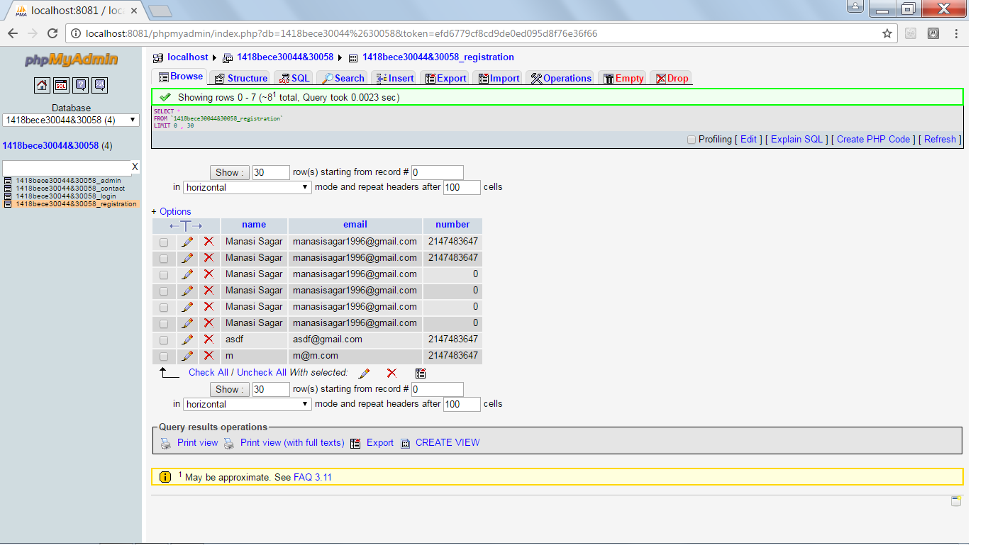 localhost:8081 / loc
localhost:8081/phpmyadmin/index.php?db=1418bece30044%2630058&token=efd6779cf8cd9de0ed095d8f76e36f66
phpMyAdmin
Database
1418bece30044&30058 (4)
1418bece30044&30058 (4)
X
1418bece30044&30058_admin
1418bece30044&30058_contact
1418bece30044&30058_login
1418bece30044&30058_registration
localhost 1418bece30044&30058 1418bece30044&30058_registration
Browse Structure SQL Search Insert Export Import Operations Empty Drop
Showing rows 0 - 7 (~8¹ total, Query took 0.0023 sec)
SELECT *
FROM `1418bece30044&30058_registration`
LIMIT 0 , 30
Profiling [ Edit ] [ Explain SQL ] [ Create PHP Code ] [ Refresh ]
Show : 30 row(s) starting from record # 0
in horizontal mode and repeat headers after 100 cells
+ Options
←T→ name email number
Manasi Sagar manasisagar1996@gmail.com 2147483647
Manasi Sagar manasisagar1996@gmail.com 2147483647
Manasi Sagar manasisagar1996@gmail.com 0
Manasi Sagar manasisagar1996@gmail.com 0
Manasi Sagar manasisagar1996@gmail.com 0
Manasi Sagar manasisagar1996@gmail.com 0
asdf asdf@gmail.com 2147483647
m m@m.com 2147483647
Check All / Uncheck All With selected:
Show : 30 row(s) starting from record # 0
in horizontal mode and repeat headers after 100 cells
Query results operations
Print view Print view (with full texts) Export CREATE VIEW
¹ May be approximate. See FAQ 3.11